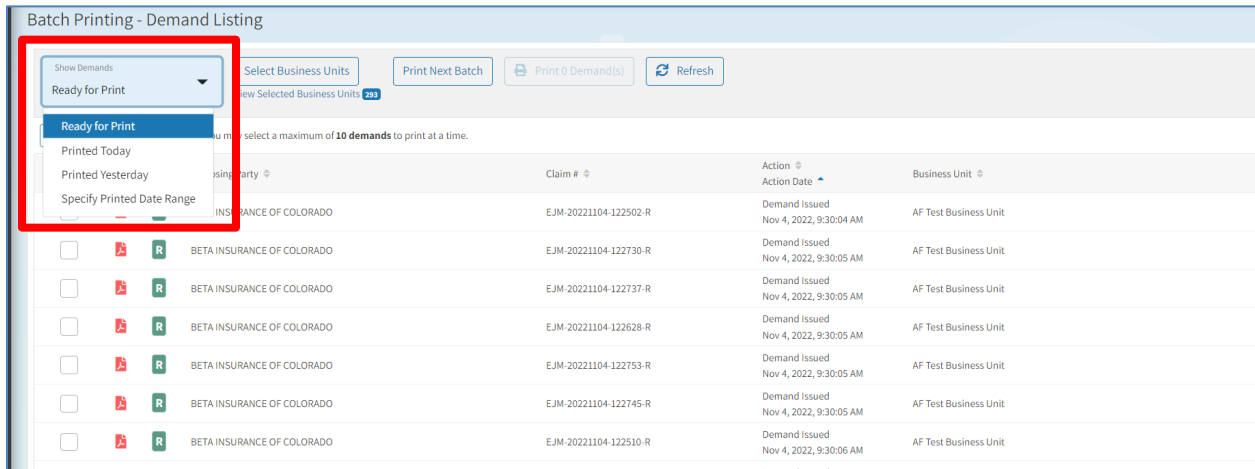 Batch Printing - Demand Listing
Show Demands
Ready for Print
Select Business Units
Print Next Batch
Print 0 Demand(s)
Refresh
Selected Business Units 293
Ready for Print
Printed Today
Printed Yesterday
Specify Printed Date Range
select a maximum of 10 demands to print at a time.
Party
Claim #
Action
Action Date
Business Unit
OF COLORADO
EJM-20221104-122502-R
Demand Issued
Nov 4, 2022, 9:30:04 AM
AF Test Business Unit
R
BETA INSURANCE OF COLORADO
EJM-20221104-122730-R
Demand Issued
Nov 4, 2022, 9:30:05 AM
AF Test Business Unit
R
BETA INSURANCE OF COLORADO
EJM-20221104-122737-R
Demand Issued
Nov 4, 2022, 9:30:05 AM
AF Test Business Unit
R
BETA INSURANCE OF COLORADO
EJM-20221104-122628-R
Demand Issued
Nov 4, 2022, 9:30:05 AM
AF Test Business Unit
R
BETA INSURANCE OF COLORADO
EJM-20221104-122753-R
Demand Issued
Nov 4, 2022, 9:30:05 AM
AF Test Business Unit
R
BETA INSURANCE OF COLORADO
EJM-20221104-122745-R
Demand Issued
Nov 4, 2022, 9:30:05 AM
AF Test Business Unit
R
BETA INSURANCE OF COLORADO
EJM-20221104-122510-R
Demand Issued
Nov 4, 2022, 9:30:06 AM
AF Test Business Unit